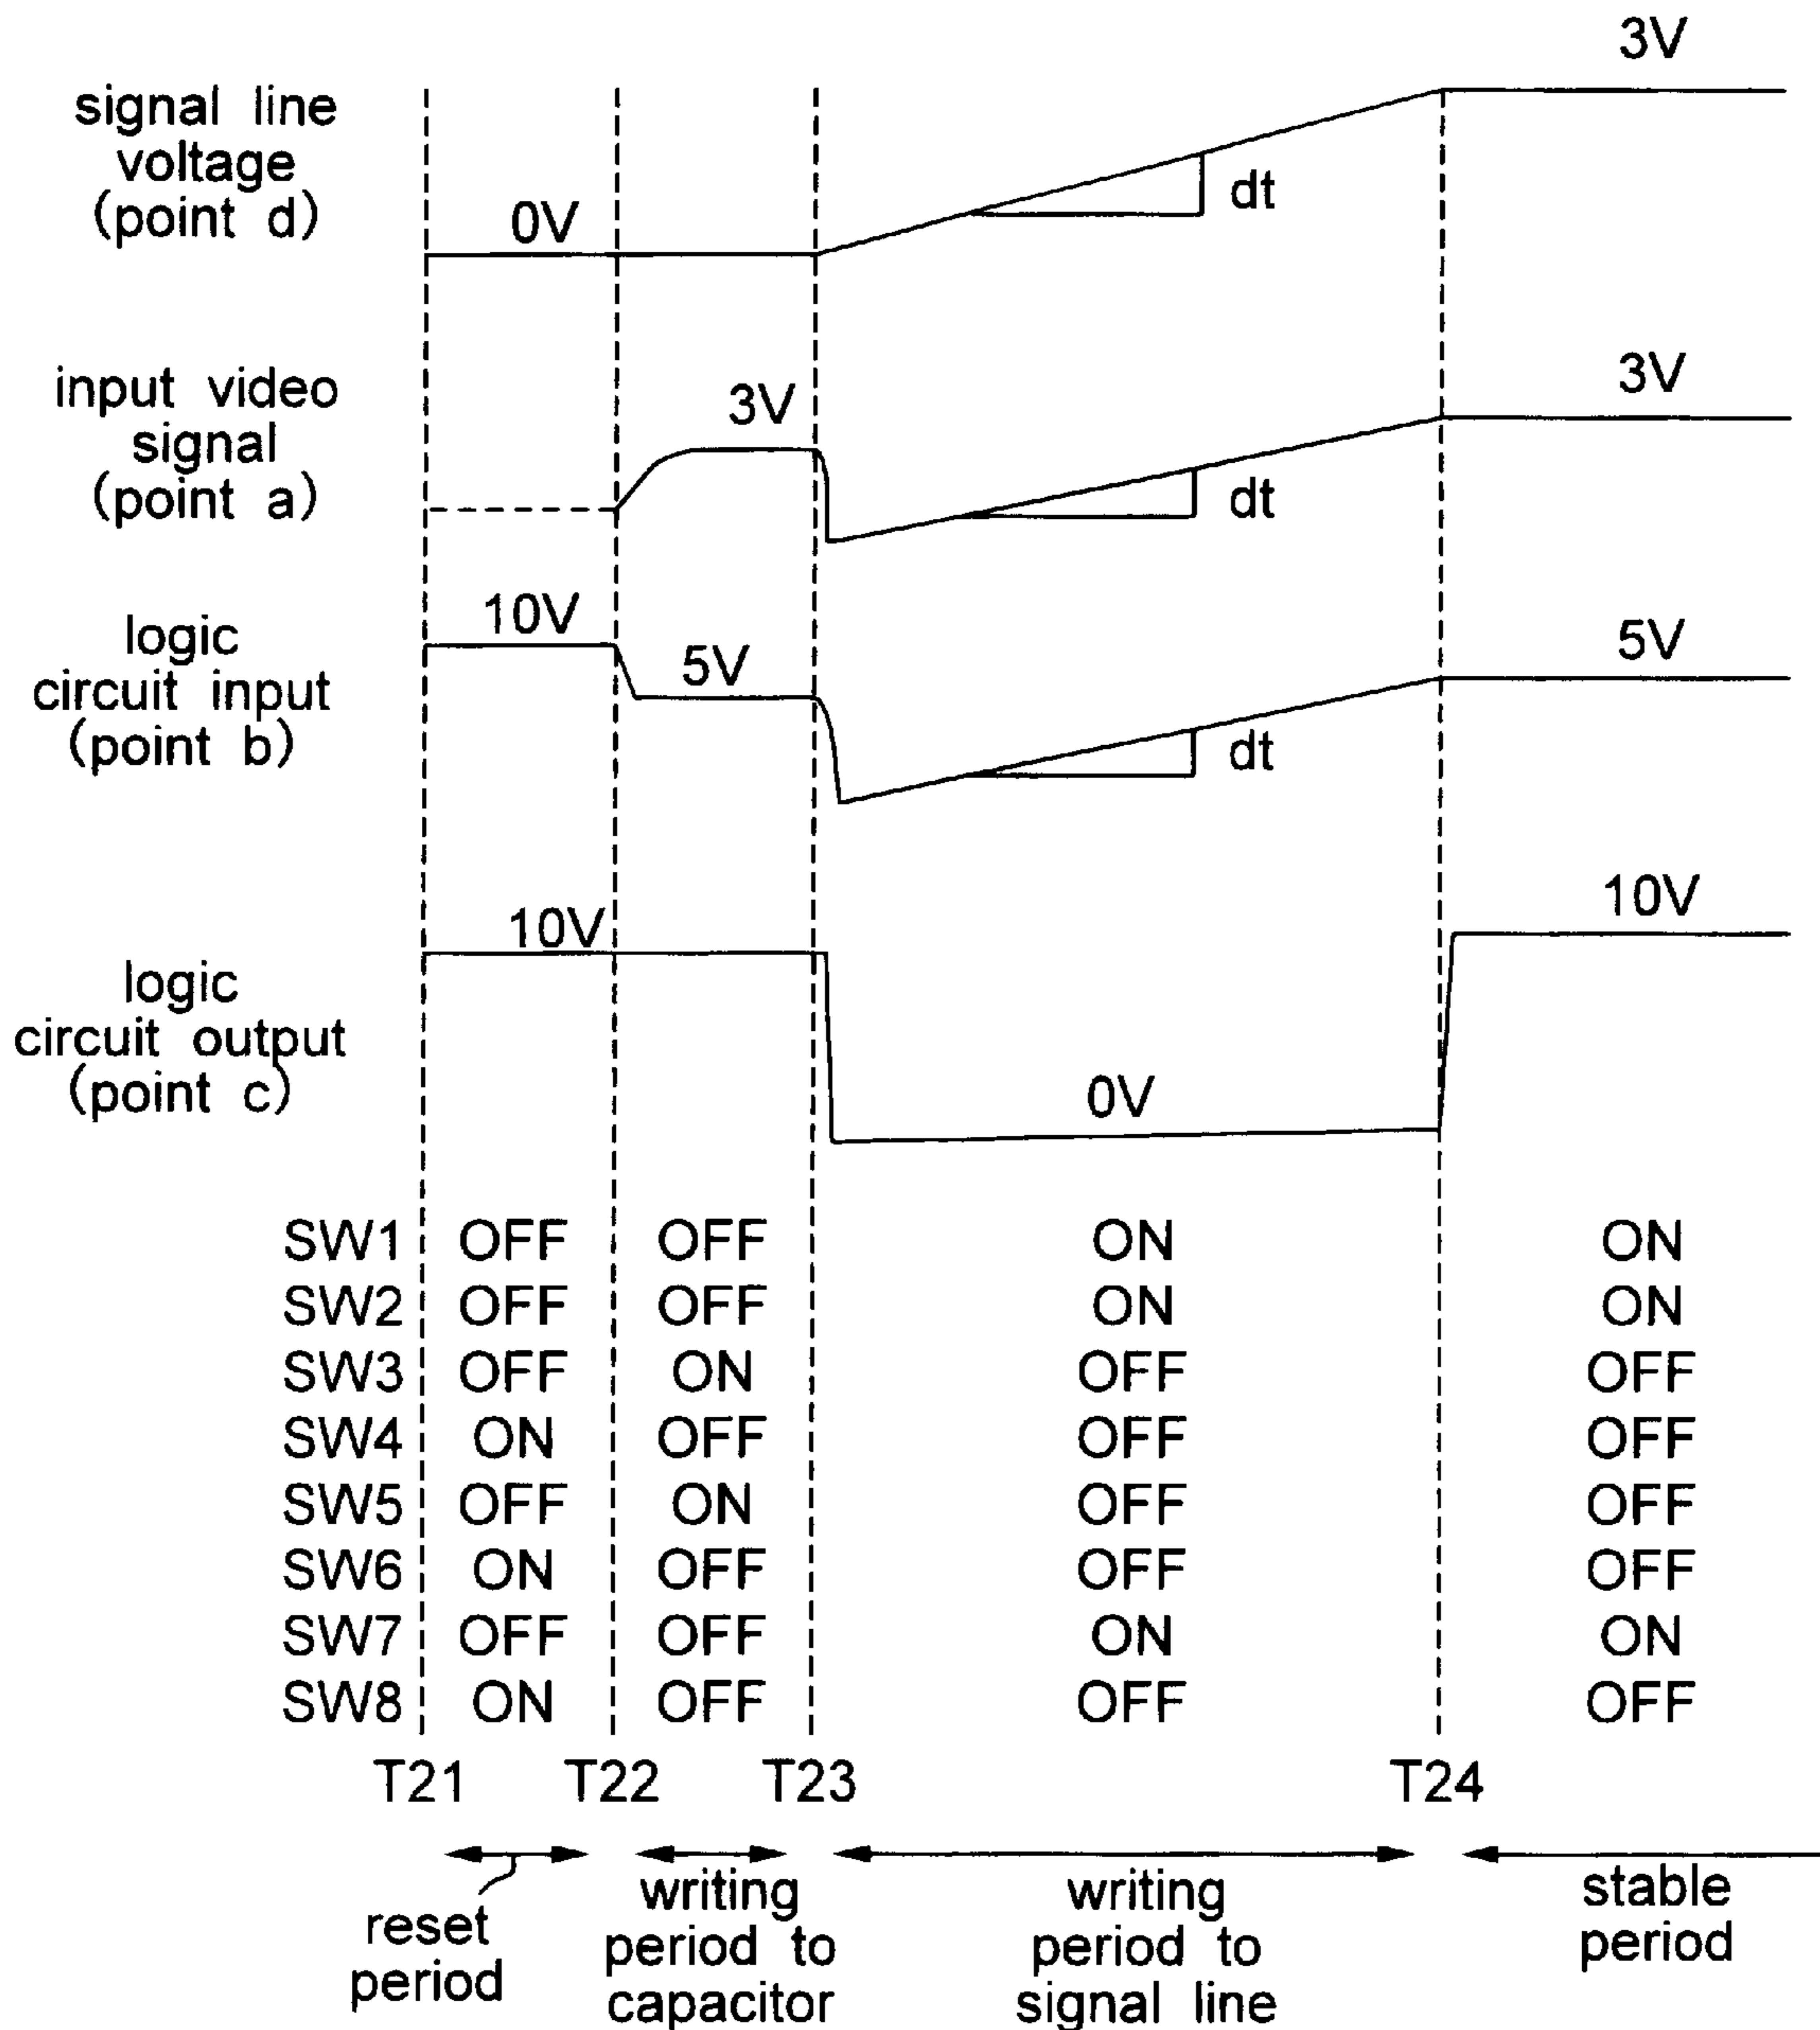 3V
signal line
voltage
(point d)
0V
dt
input video
signal
(point a)
3V
3V
dt
logic
circuit input
(point b)
10V
5V
5V
dt
logic
circuit output
(point c)
10V
10V
0V
SW1 OFF OFF ON ON
SW2 OFF OFF ON ON
SW3 OFF ON OFF OFF
SW4 ON OFF OFF OFF
SW5 OFF ON OFF OFF
SW6 ON OFF OFF OFF
SW7 OFF OFF ON ON
SW8 ON OFF OFF OFF
T21 T22 T23 T24
reset
period
writing
period to
capacitor
writing
period to
signal line
stable
period